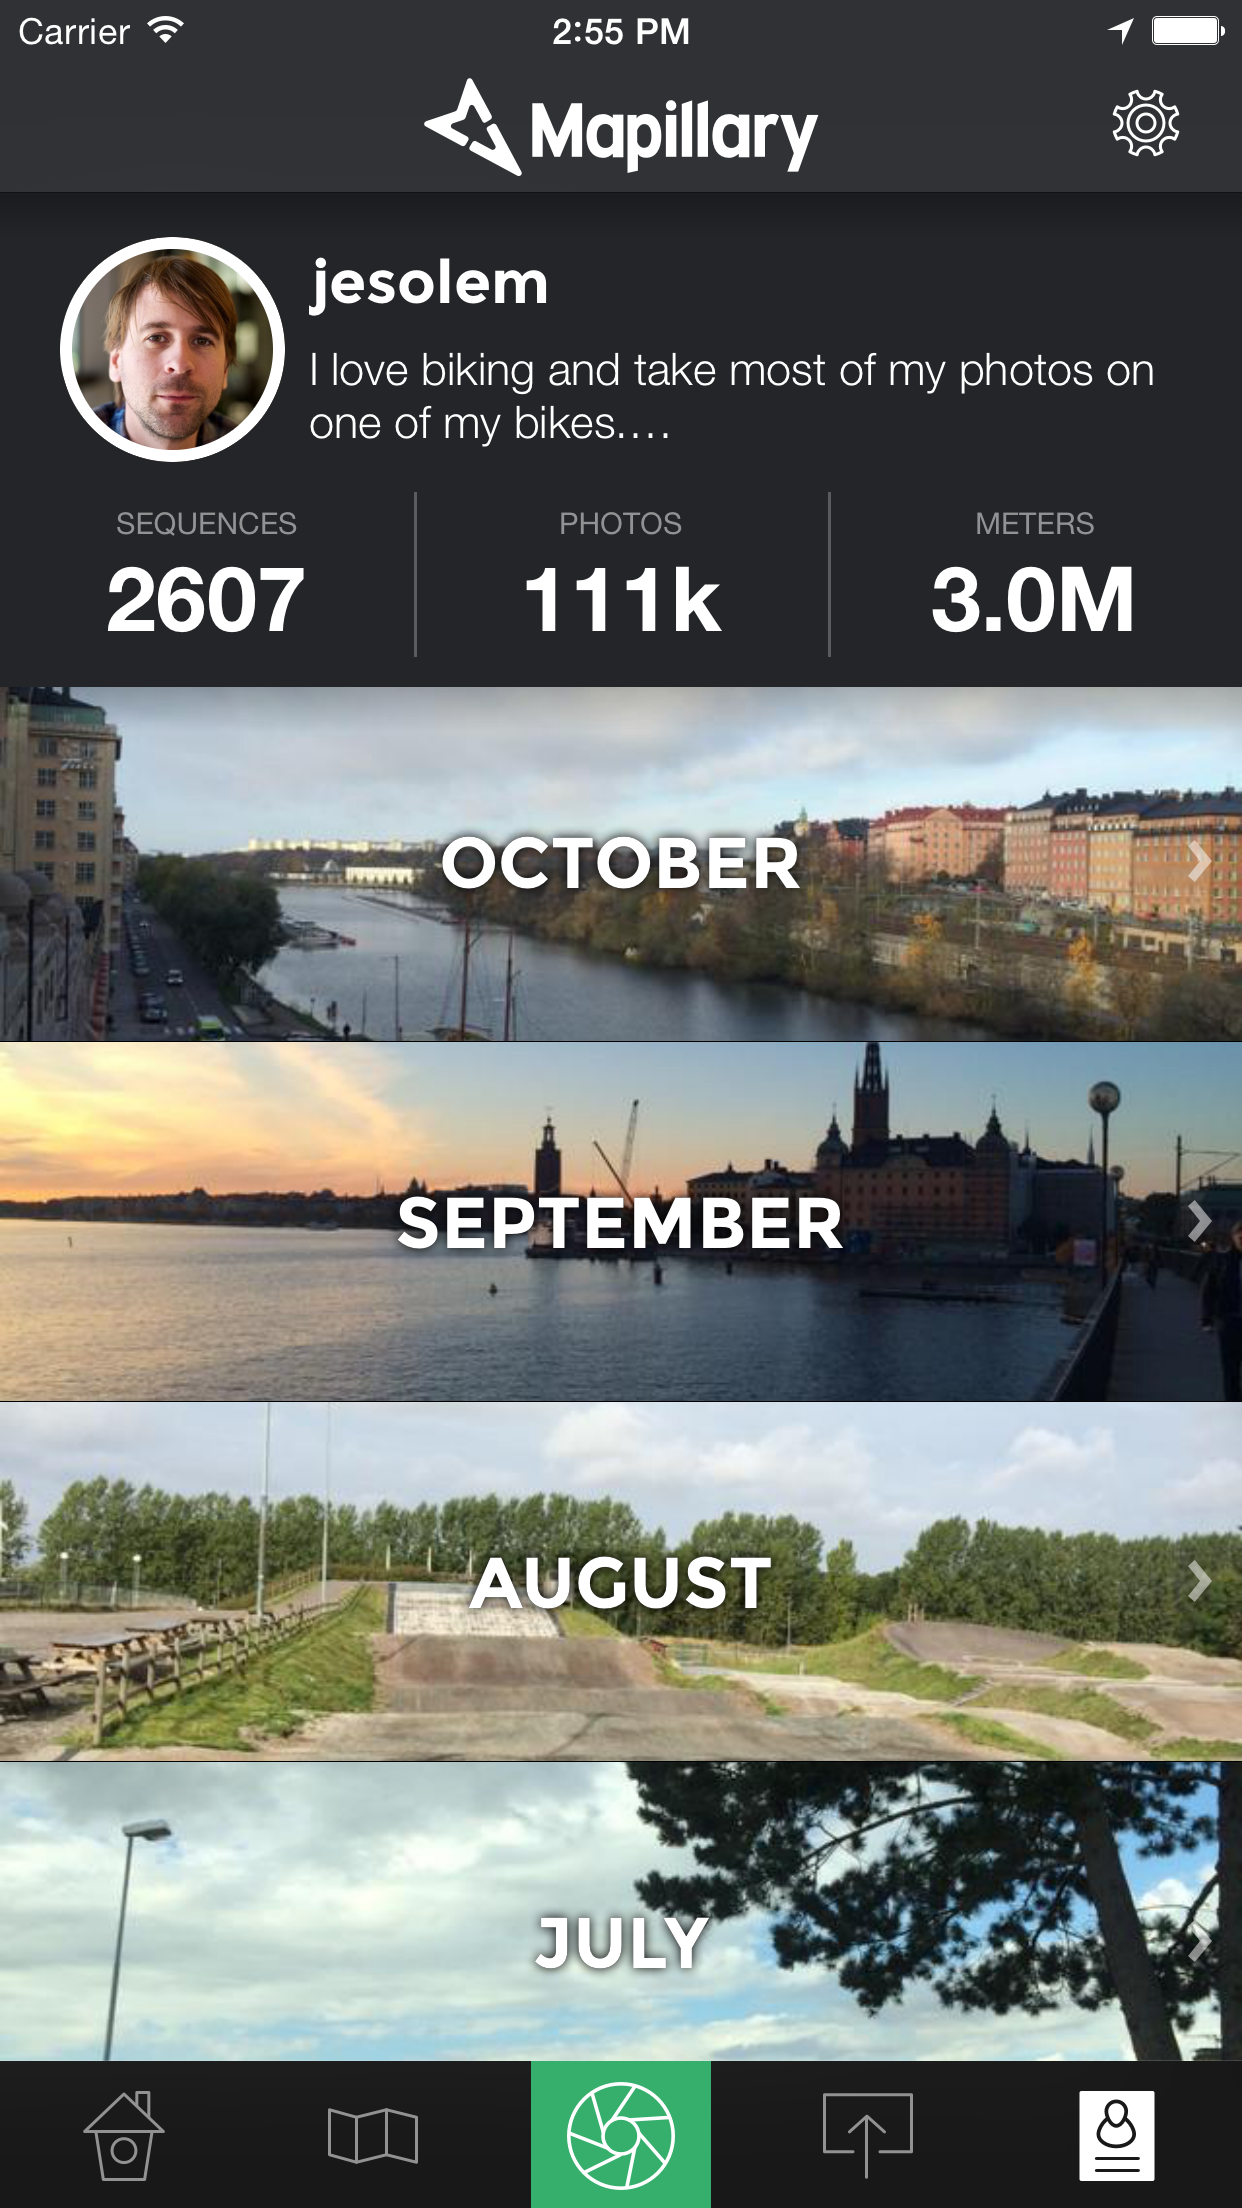 Carrier 2:55 PM
Mapillary
jesolem
I love biking and take most of my photos on
one of my bikes....
SEQUENCES PHOTOS METERS
2607 111k 3.0M
OCTOBER
SEPTEMBER
AUGUST
JULY